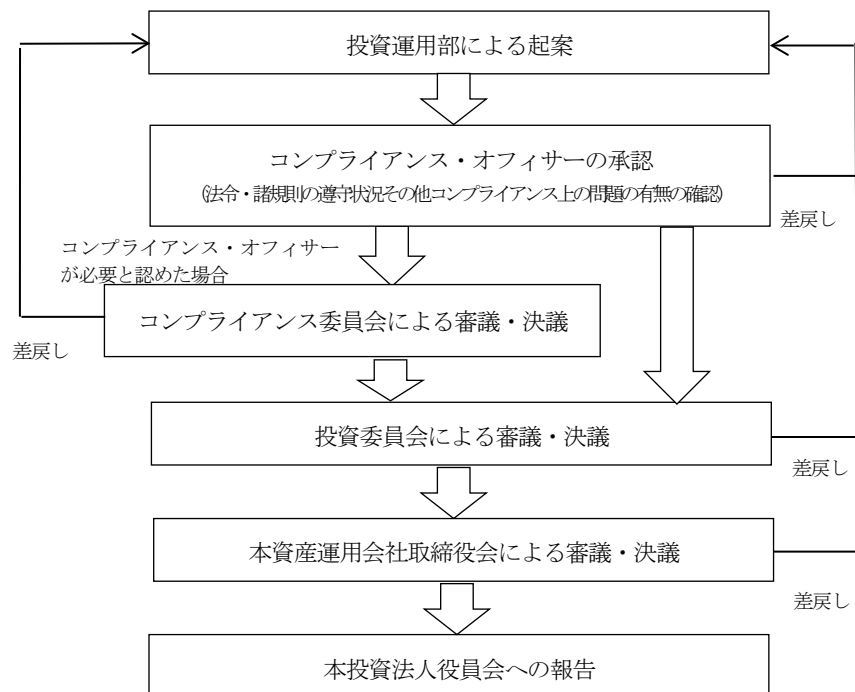 投資運用部による起案
コンプライアンス・オフィサーの承認
(法令・諸規則の遵守状況その他コンプライアンス上の問題の有無の確認)
差戻し
コンプライアンス・オフィサー
が必要と認めた場合
コンプライアンス委員会による審議・決議
差戻し
投資委員会による審議・決議
差戻し
本資産運用会社取締役会による審議・決議
差戻し
本投資法人役員会への報告